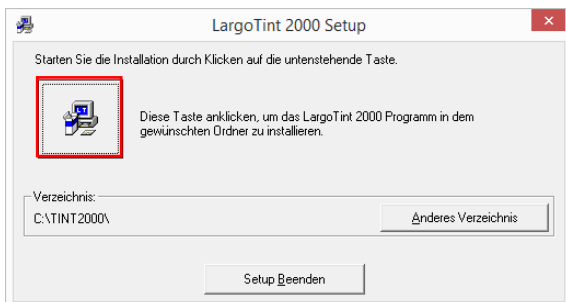 LargoTint 2000 Setup
Starten Sie die Installation durch Klicken auf die untenstehende Taste.
LT
Diese Taste anklicken, um das LargoTint 2000 Programm in dem
gewünschten Ordner zu installieren.
Verzeichnis:
C:\TINT2000\
Anderes Verzeichnis
Setup Beenden